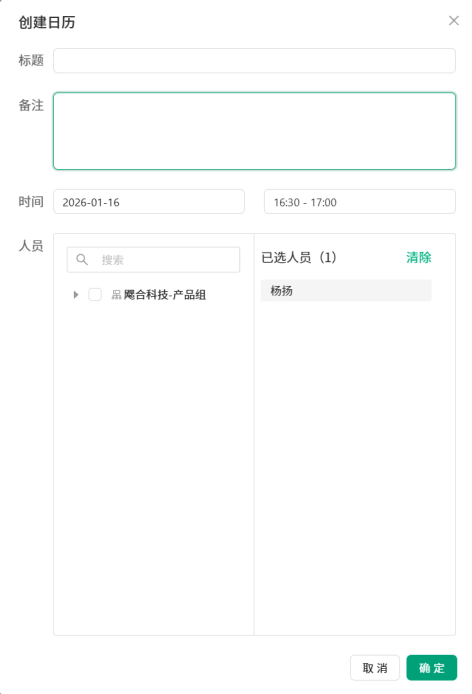 创建日历
标题
备注
时间
2026-01-16
16:30 - 17:00
人员
搜索
飔合科技-产品组
已选人员（1）
清除
杨扬
取 消
确 定